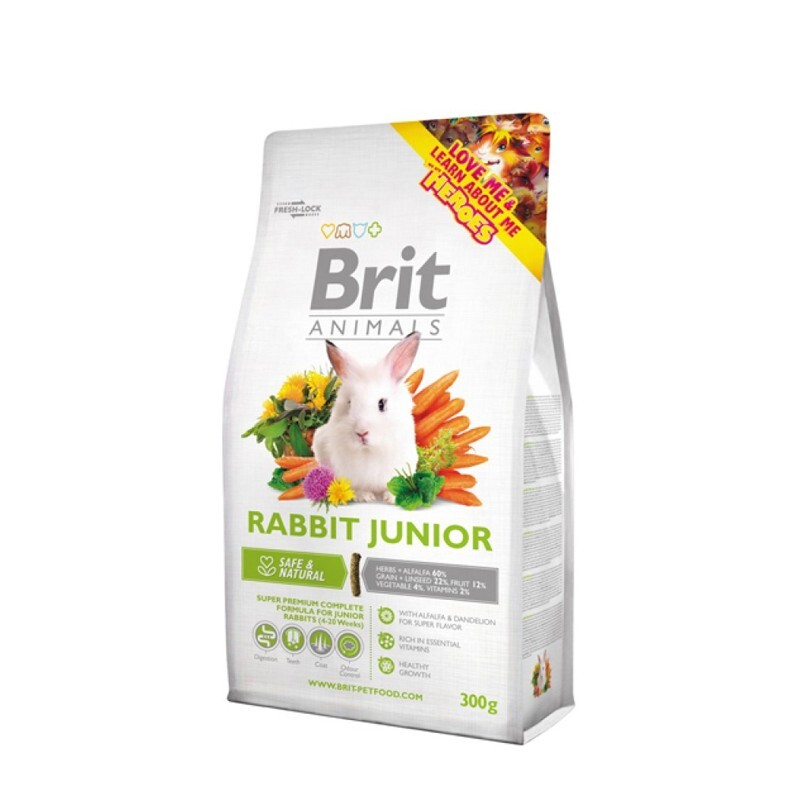 FRESH-LOCK
LOVE ME &
LEARN ABOUT ME
HEROES
Brit
ANIMALS
RABBIT JUNIOR
SAFE &
NATURAL
HERBS + ALFALFA 60%
GRAIN + LINSEED 22%, FRUIT 12%
VEGETABLE 4%, VITAMINS 2%
SUPER PREMIUM COMPLETE
FORMULA FOR JUNIOR
RABBITS (4-20 Weeks)
Digestion
Teeth
Coat
Odour
Control
WITH ALFALFA & DANDELION
FOR SUPER FLAVOR
RICH IN ESSENTIAL
VITAMINS
HEALTHY
GROWTH
WWW.BRIT-PETFOOD.COM
300g